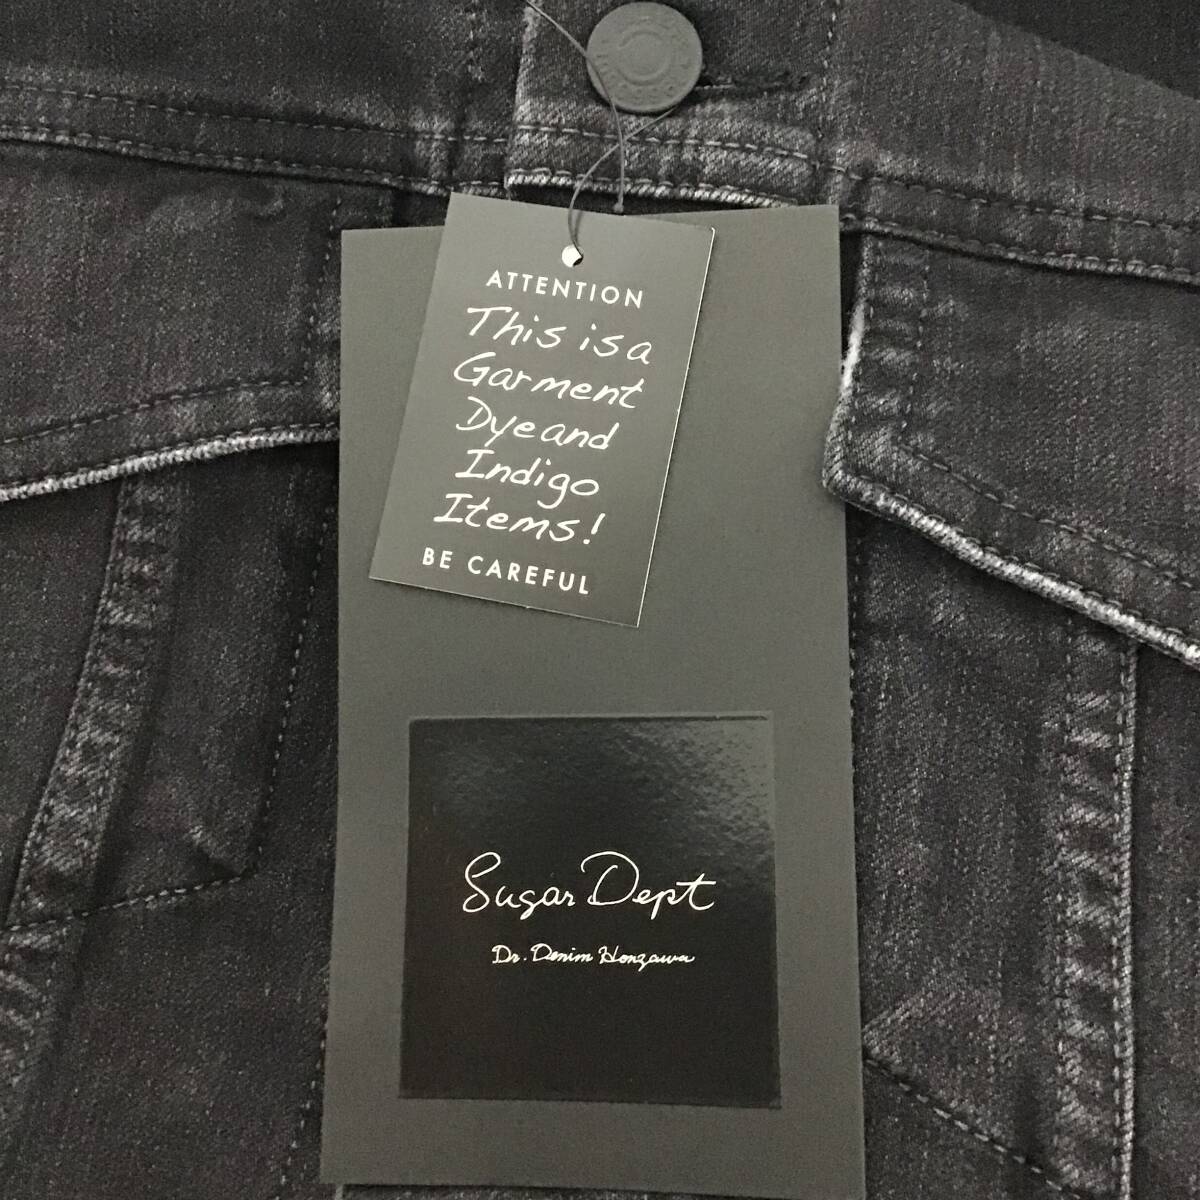 ATTENTION
This is a
Garment
Dye and
Indigo
Items!
BE CAREFUL
Sugar Dept
Dr. Denim Honzawa